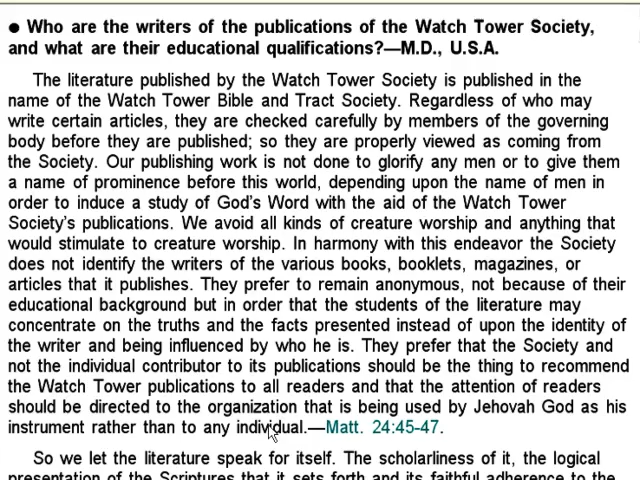 ● Who are the writers of the publications of the Watch Tower Society,
and what are their educational qualifications?—M.D., U.S.A.
The literature published by the Watch Tower Society is published in the
name of the Watch Tower Bible and Tract Society. Regardless of who may
write certain articles, they are checked carefully by members of the governing
body before they are published; so they are properly viewed as coming from
the Society. Our publishing work is not done to glorify any men or to give them
a name of prominence before this world, depending upon the name of men in
order to induce a study of God's Word with the aid of the Watch Tower
Society's publications. We avoid all kinds of creature worship and anything that
would stimulate to creature worship. In harmony with this endeavor the Society
does not identify the writers of the various books, booklets, magazines, or
articles that it publishes. They prefer to remain anonymous, not because of their
educational background but in order that the students of the literature may
concentrate on the truths and the facts presented instead of upon the identity of
the writer and being influenced by who he is. They prefer that the Society and
not the individual contributor to its publications should be the thing to recommend
the Watch Tower publications to all readers and that the attention of readers
should be directed to the organization that is being used by Jehovah God as his
instrument rather than to any individual.—Matt. 24:45-47.
So we let the literature speak for itself. The scholarliness of it, the logical
presentation of the Scriptures that it sets forth and its faithful adherence to the